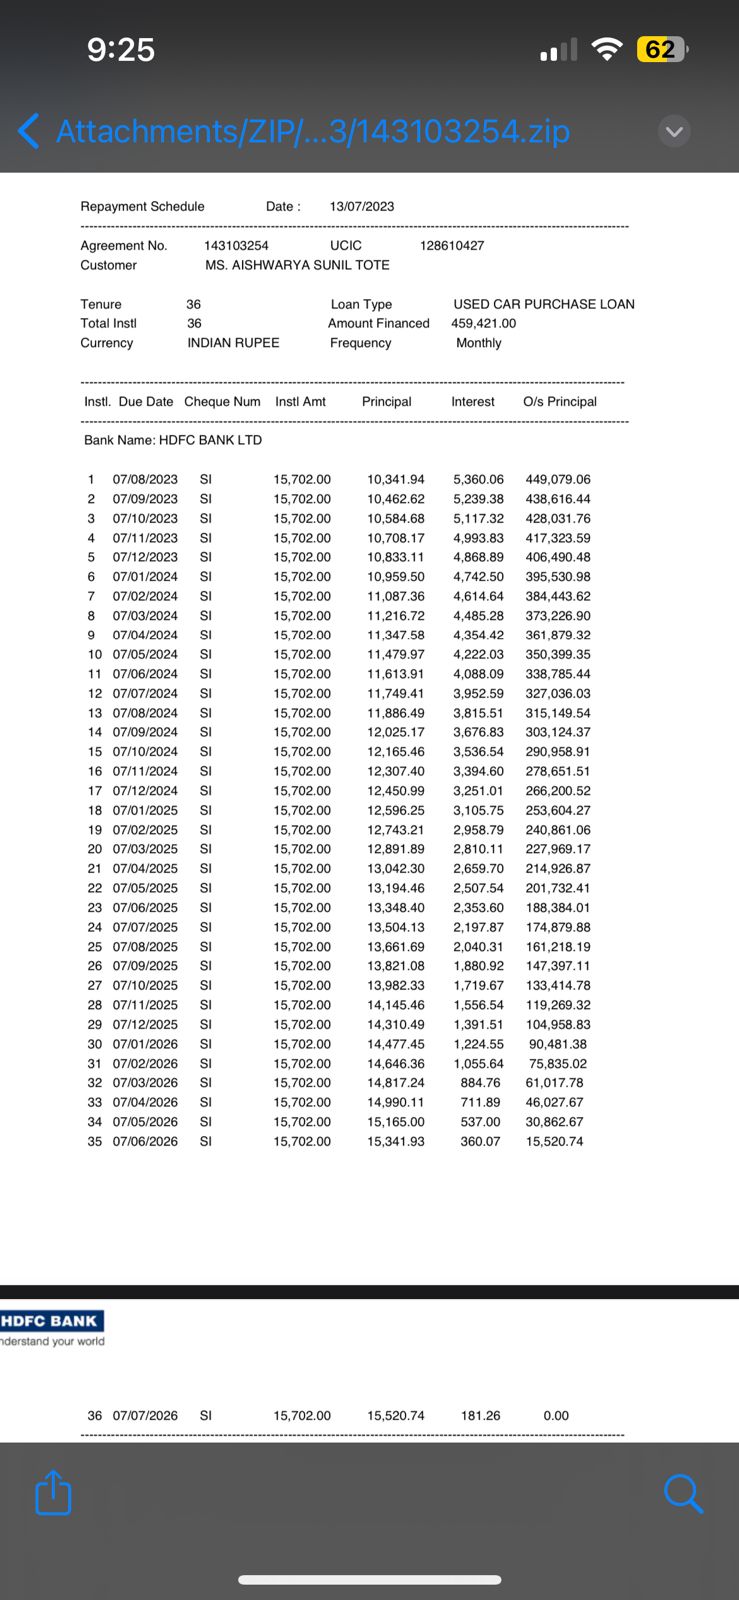 9:25
62
Attachments/ZIP/...3/143103254.zip
Repayment Schedule Date : 13/07/2023
Agreement No. 143103254 UCIC 128610427
Customer MS. AISHWARYA SUNIL TOTE
Tenure 36 Loan Type USED CAR PURCHASE LOAN
Total Instl 36 Amount Financed 459,421.00
Currency INDIAN RUPEE Frequency Monthly
Instl. Due Date Cheque Num Instl Amt Principal Interest O/s Principal
Bank Name: HDFC BANK LTD
1 07/08/2023 SI 15,702.00 10,341.94 5,360.06 449,079.06
2 07/09/2023 SI 15,702.00 10,462.62 5,239.38 438,616.44
3 07/10/2023 SI 15,702.00 10,584.68 5,117.32 428,031.76
4 07/11/2023 SI 15,702.00 10,708.17 4,993.83 417,323.59
5 07/12/2023 SI 15,702.00 10,833.11 4,868.89 406,490.48
6 07/01/2024 SI 15,702.00 10,959.50 4,742.50 395,530.98
7 07/02/2024 SI 15,702.00 11,087.36 4,614.64 384,443.62
8 07/03/2024 SI 15,702.00 11,216.72 4,485.28 373,226.90
9 07/04/2024 SI 15,702.00 11,347.58 4,354.42 361,879.32
10 07/05/2024 SI 15,702.00 11,479.97 4,222.03 350,399.35
11 07/06/2024 SI 15,702.00 11,613.91 4,088.09 338,785.44
12 07/07/2024 SI 15,702.00 11,749.41 3,952.59 327,036.03
13 07/08/2024 SI 15,702.00 11,886.49 3,815.51 315,149.54
14 07/09/2024 SI 15,702.00 12,025.17 3,676.83 303,124.37
15 07/10/2024 SI 15,702.00 12,165.46 3,536.54 290,958.91
16 07/11/2024 SI 15,702.00 12,307.40 3,394.60 278,651.51
17 07/12/2024 SI 15,702.00 12,450.99 3,251.01 266,200.52
18 07/01/2025 SI 15,702.00 12,596.25 3,105.75 253,604.27
19 07/02/2025 SI 15,702.00 12,743.21 2,958.79 240,861.06
20 07/03/2025 SI 15,702.00 12,891.89 2,810.11 227,969.17
21 07/04/2025 SI 15,702.00 13,042.30 2,659.70 214,926.87
22 07/05/2025 SI 15,702.00 13,194.46 2,507.54 201,732.41
23 07/06/2025 SI 15,702.00 13,348.40 2,353.60 188,384.01
24 07/07/2025 SI 15,702.00 13,504.13 2,197.87 174,879.88
25 07/08/2025 SI 15,702.00 13,661.69 2,040.31 161,218.19
26 07/09/2025 SI 15,702.00 13,821.08 1,880.92 147,397.11
27 07/10/2025 SI 15,702.00 13,982.33 1,719.67 133,414.78
28 07/11/2025 SI 15,702.00 14,145.46 1,556.54 119,269.32
29 07/12/2025 SI 15,702.00 14,310.49 1,391.51 104,958.83
30 07/01/2026 SI 15,702.00 14,477.45 1,224.55 90,481.38
31 07/02/2026 SI 15,702.00 14,646.36 1,055.64 75,835.02
32 07/03/2026 SI 15,702.00 14,817.24 884.76 61,017.78
33 07/04/2026 SI 15,702.00 14,990.11 711.89 46,027.67
34 07/05/2026 SI 15,702.00 15,165.00 537.00 30,862.67
35 07/06/2026 SI 15,702.00 15,341.93 360.07 15,520.74
HDFC BANK
nderstand your world
36 07/07/2026 SI 15,702.00 15,520.74 181.26 0.00